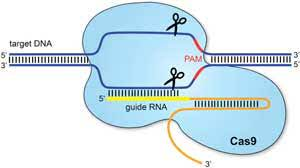 target DNA
5' 3'
3' 5'
PAM
5'
guide RNA
Cas9
3'